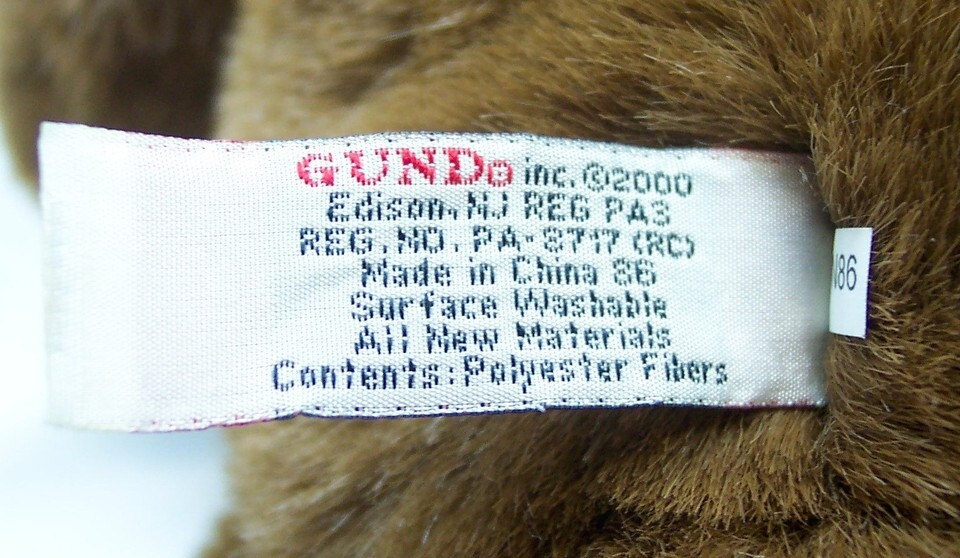 GUND® inc. ©2000
Edison, NJ REG PA3
REG. NO. PA-8717 (RC)
Made in China 86
Surface Washable
All New Materials
Contents: Polyester Fibers
86